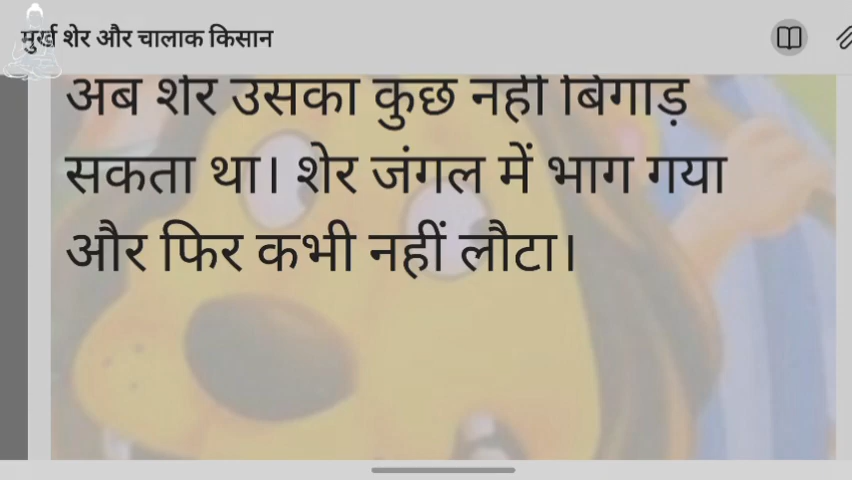 मुर्ख शेर और चालाक किसान
अब शेर उसका कुछ नहीं बिगाड़
सकता था। शेर जंगल में भाग गया
और फिर कभी नहीं लौटा।